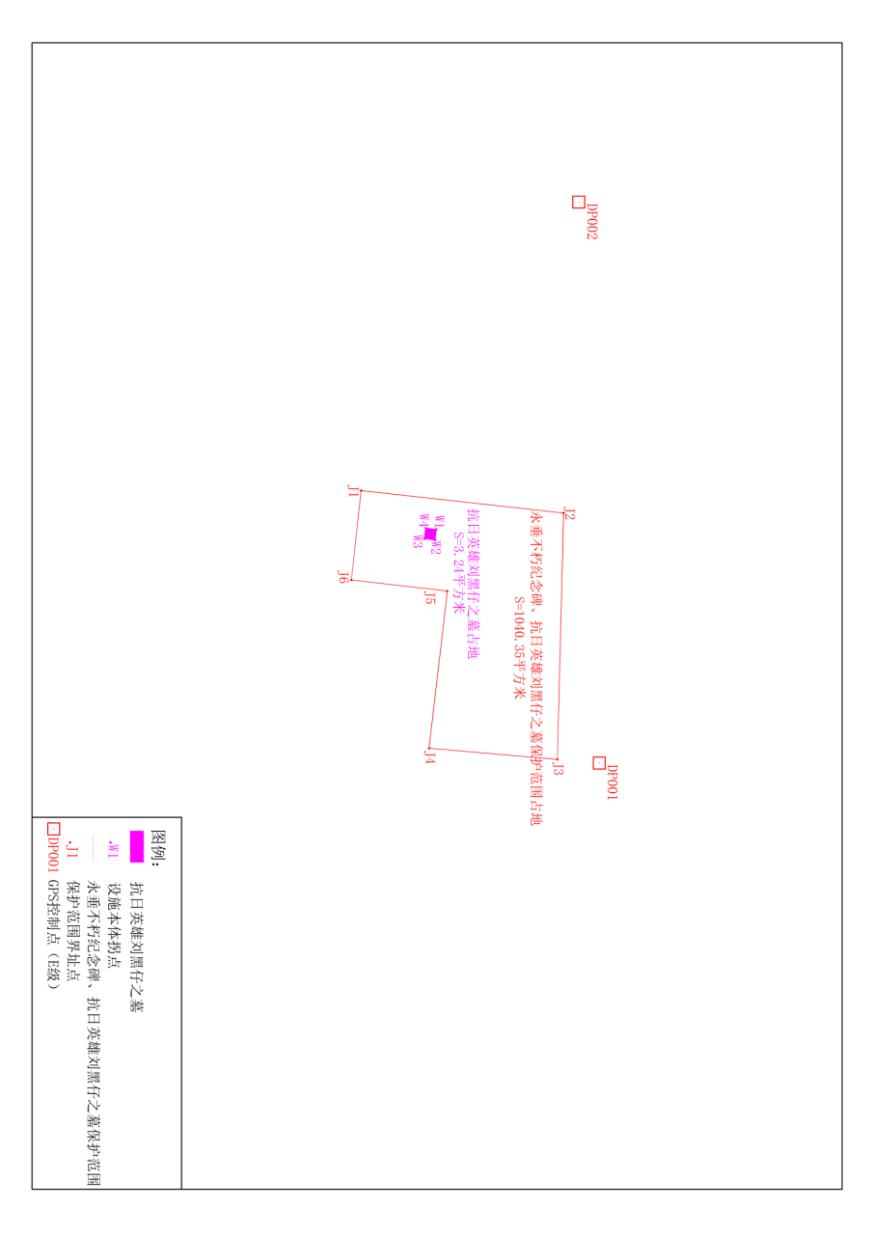 DP002
DP001
J2
J3
永垂不朽纪念碑、抗日英雄刘黑仔之墓保护范围占地
S=1040.35平方米
抗日英雄刘黑仔之墓占地
S=3.24平方米
W1
W2
W4
W3
J5
J4
J1
J6
图例:
抗日英雄刘黑仔之墓
.W1 设施本体拐点
永垂不朽纪念碑、抗日英雄刘黑仔之墓保护范围
.J1 保护范围界址点
DP001 GPS控制点（E级）